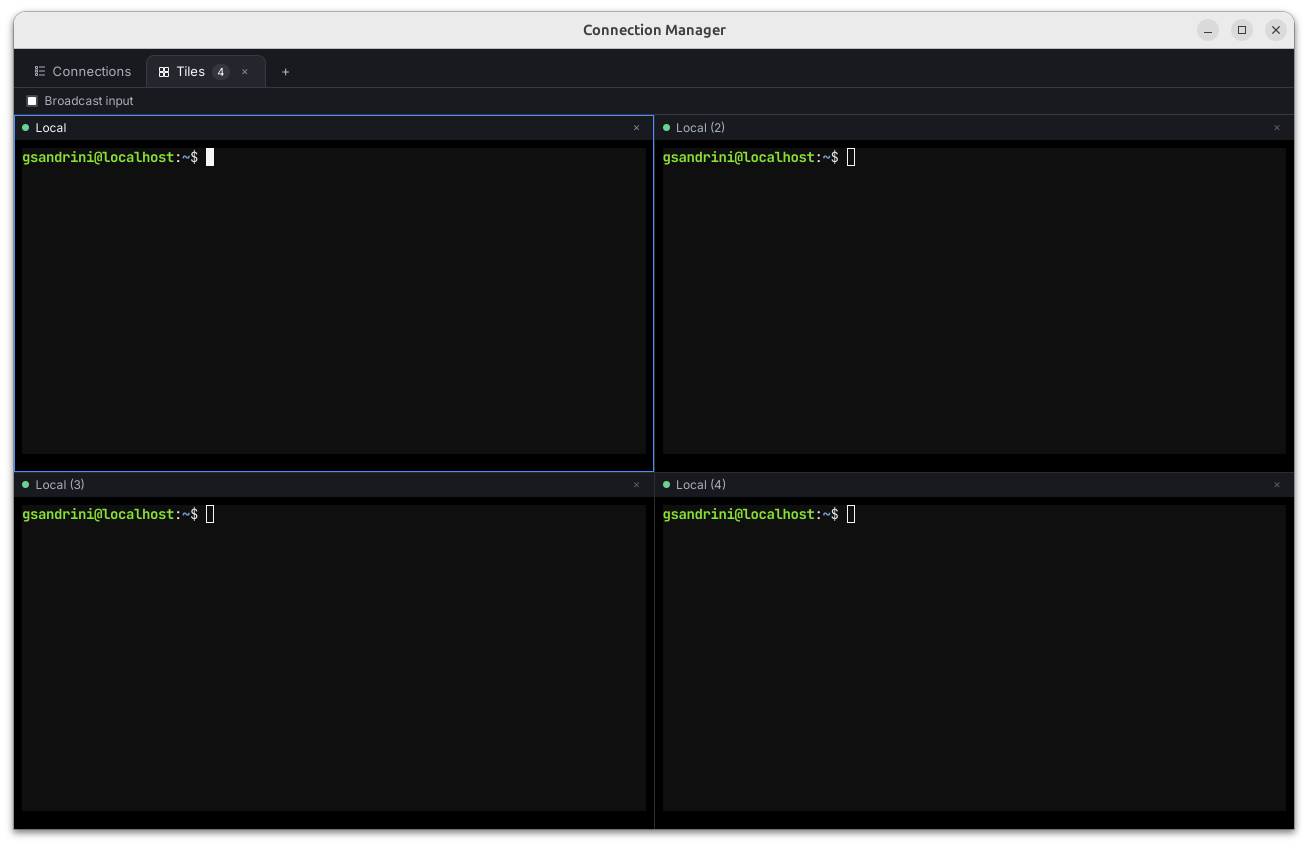 Connection Manager
Connections Tiles 4 × +
Broadcast input
Local ×
Local (2) ×
gsandrini@localhost:~$
gsandrini@localhost:~$
Local (3) ×
Local (4) ×
gsandrini@localhost:~$
gsandrini@localhost:~$